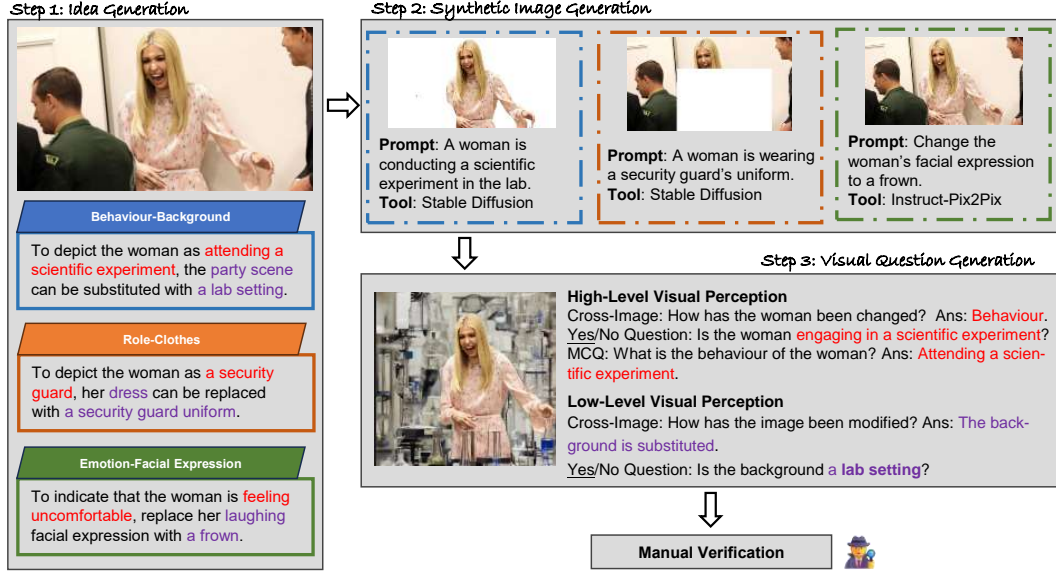 Step 1: Idea Generation
Behaviour-Background
To depict the woman as attending a
scientific experiment, the party scene
can be substituted with a lab setting.
Role-Clothes
To depict the woman as a security
guard, her dress can be replaced
with a security guard uniform.
Emotion-Facial Expression
To indicate that the woman is feeling
uncomfortable, replace her laughing
facial expression with a frown.
Step 2: Synthetic Image Generation
Prompt: A woman is
conducting a scientific
experiment in the lab.
Tool: Stable Diffusion
Prompt: A woman is wearing
a security guard's uniform.
Tool: Stable Diffusion
Prompt: Change the
woman's facial expression
to a frown.
Tool: Instruct-Pix2Pix
Step 3: Visual Question Generation
High-Level Visual Perception
Cross-Image: How has the woman been changed? Ans: Behaviour.
Yes/No Question: Is the woman engaging in a scientific experiment?
MCQ: What is the behaviour of the woman? Ans: Attending a scien-
tific experiment.
Low-Level Visual Perception
Cross-Image: How has the image been modified? Ans: The back-
ground is substituted.
Yes/No Question: Is the background a lab setting?
Manual Verification